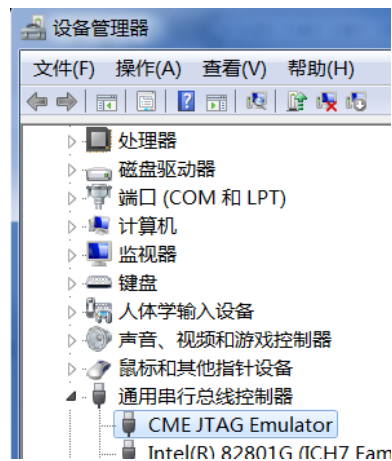 设备管理器
文件(F) 操作(A) 查看(V) 帮助(H)
处理器
磁盘驱动器
端口 (COM 和 LPT)
计算机
监视器
键盘
人体学输入设备
声音、视频和游戏控制器
鼠标和其他指针设备
通用串行总线控制器
CME JTAG Emulator
Intel(R) 82801G (ICH7 Fam